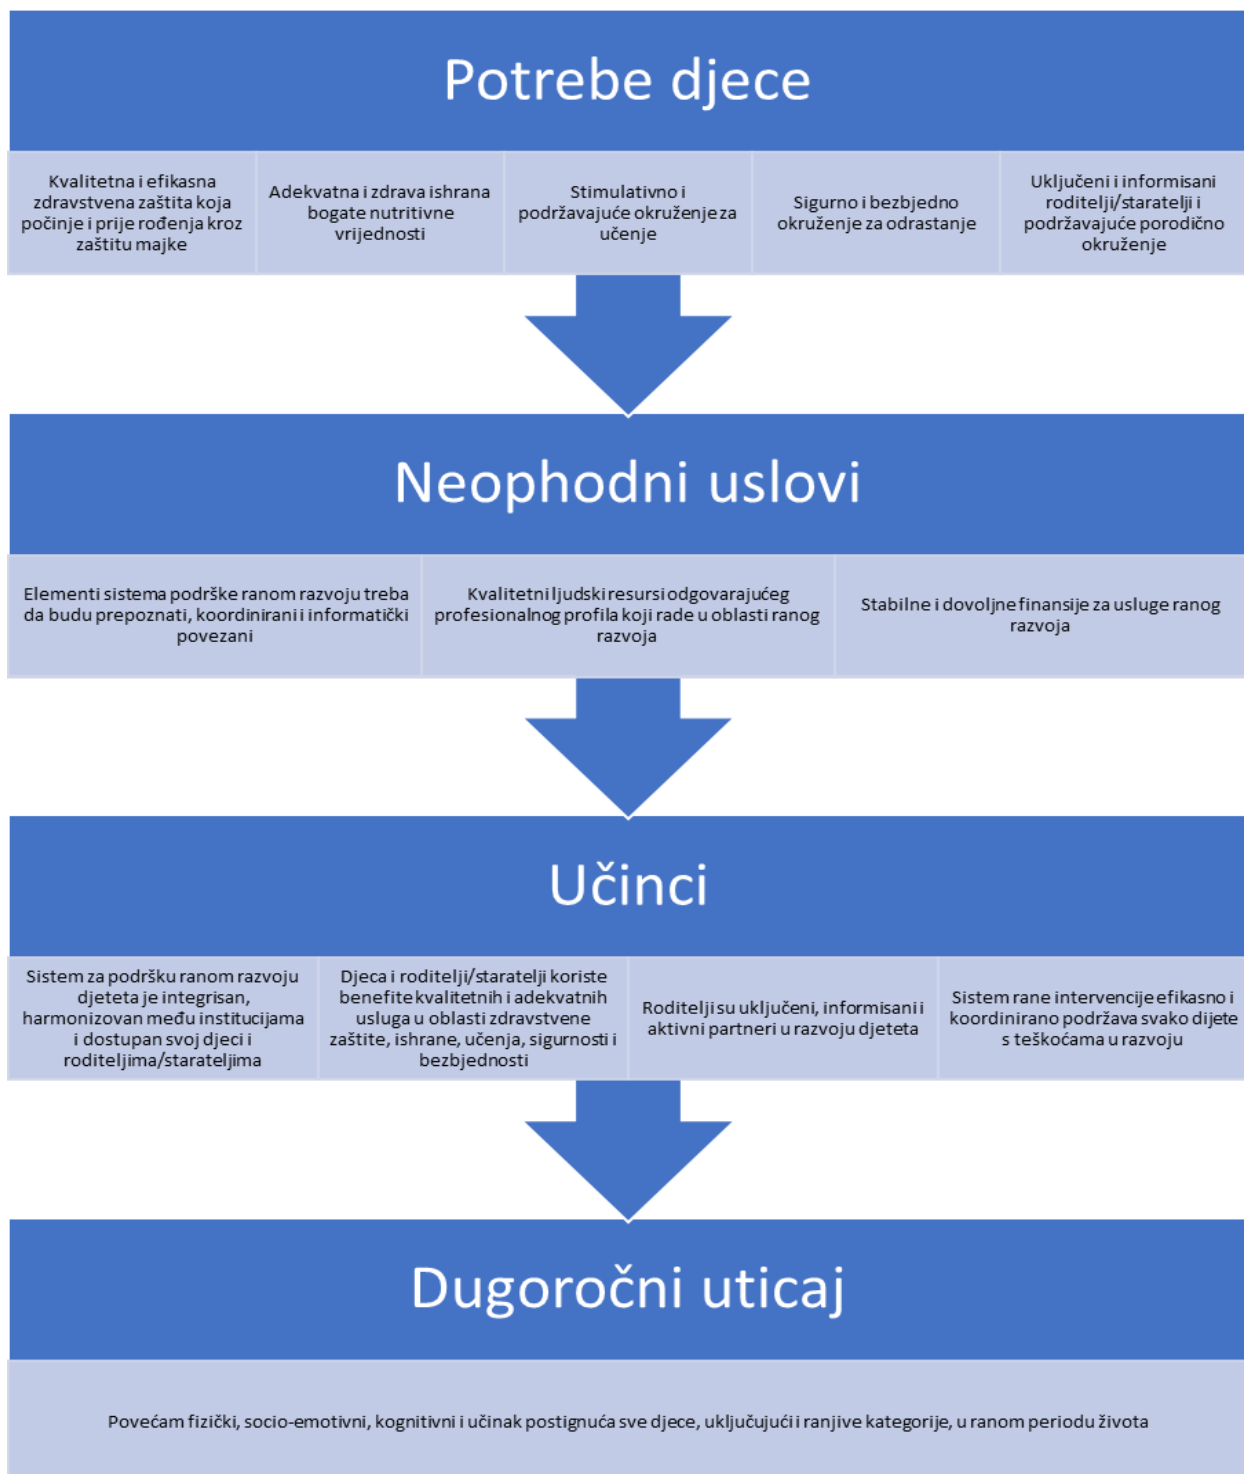 Potrebe djece
Kvalitetna i efikasna
zdravstvena zaštita koja
počinje i prije rođenja kroz
zaštitu majke
Adekvatna i zdrava ishrana
bogate nutritivne
vrijednosti
Stimulativno i
podržavajuće okruženje za
učenje
Sigurno i bezbjedno
okruženje za odrastanje
Uključeni i informisani
roditelji/staratelji i
podržavajuće porodično
okruženje
Neophodni uslovi
Elementi sistema podrške ranom razvoju treba
da budu prepoznati, koordinirani i informatički
povezani
Kvalitetni ljudski resursi odgovarajućeg
profesionalnog profila koji rade u oblasti ranog
razvoja
Stabilne i dovoljne finansije za usluge ranog
razvoja
Učinci
Sistem za podršku ranom razvoju
djeteta je integrisan,
harmonizovan među institucijama
i dostupan svoj djeci i
roditeljima/starateljima
Djeca i roditelji/staratelji koriste
benefite kvalitetnih i adekvatnih
usluga u oblasti zdravstvene
zaštite, ishrane, učenja, sigurnosti i
bezbjednosti
Roditelji su uključeni, informisani i
aktivni partneri u razvoju djeteta
Sistem rane intervencije efikasno i
koordinirano podržava svako dijete
s teškoćama u razvoju
Dugoročni uticaj
Povećam fizički, socio-emotivni, kognitivni i učinak postignuća sve djece, uključujući i ranjive kategorije, u ranom periodu života